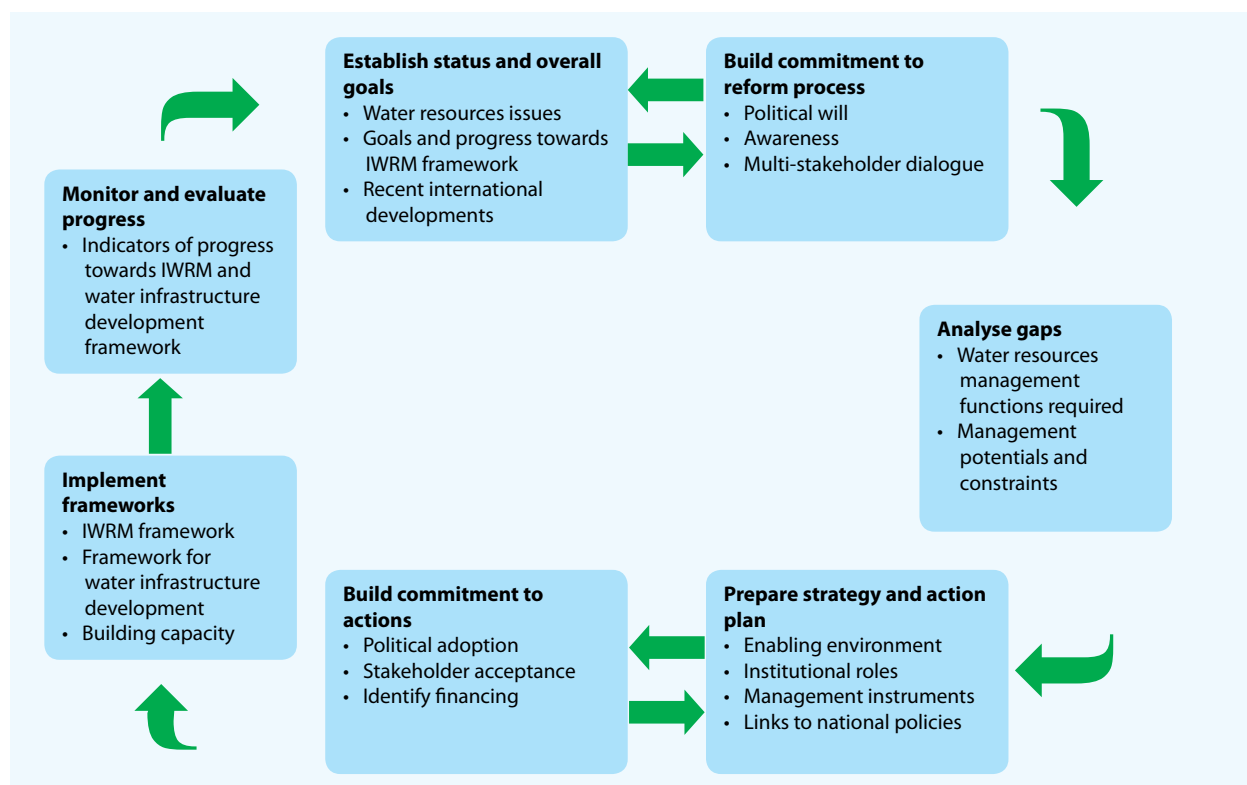 Establish status and overall
goals
• Water resources issues
• Goals and progress towards
IWRM framework
• Recent international
developments
Build commitment to
reform process
• Political will
• Awareness
• Multi-stakeholder dialogue
Analyse gaps
• Water resources
management
functions required
• Management
potentials and
constraints
Prepare strategy and action
plan
• Enabling environment
• Institutional roles
• Management instruments
• Links to national policies
Build commitment to
actions
• Political adoption
• Stakeholder acceptance
• Identify financing
Implement
frameworks
• IWRM framework
• Framework for
water infrastructure
development
• Building capacity
Monitor and evaluate
progress
• Indicators of progress
towards IWRM and
water infrastructure
development
framework